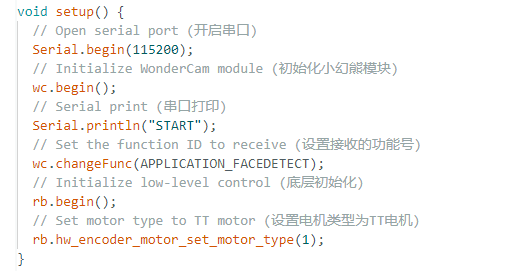 void setup() {
  // Open serial port (开启串口)
  Serial.begin(115200);
  // Initialize WonderCam module (初始化小幻熊模块)
  wc.begin();
  // Serial print (串口打印)
  Serial.println("START");
  // Set the function ID to receive (设置接收的功能号)
  wc.changeFunc(APPLICATION_FACEDETECT);
  // Initialize low-level control (底层初始化)
  rb.begin();
  // Set motor type to TT motor (设置电机类型为TT电机)
  rb.hw_encoder_motor_set_motor_type(1);
}